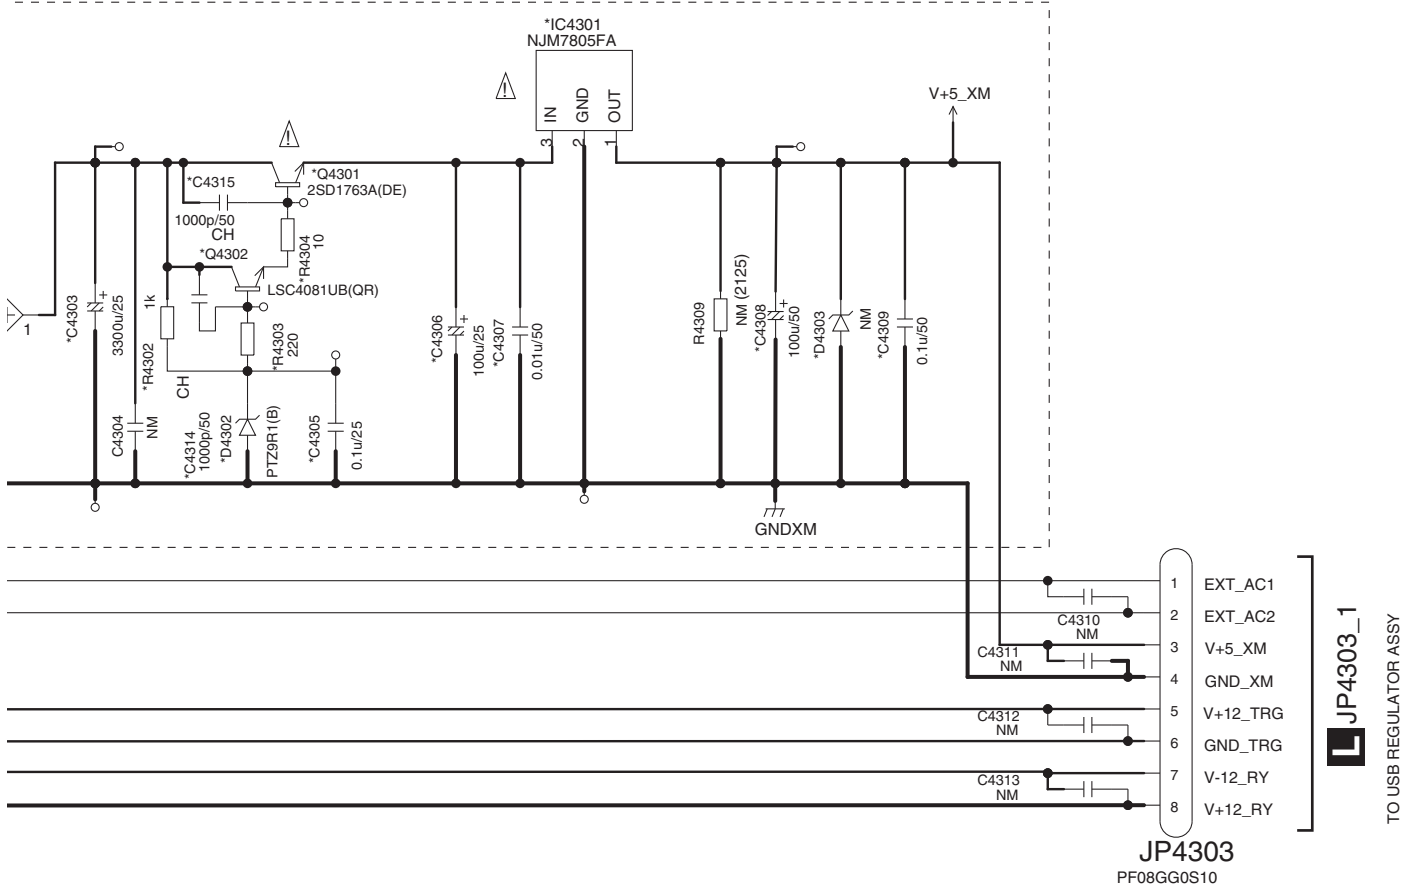 *IC4301
NJM7805FA
IN
GND
OUT
3
2
1
V+5_XM
*Q4301
2SD1763A(DE)
*C4315
1000p/50
CH
*R4304
10
*Q4302
LSC4081UB(QR)
1
*C4303
3300u/25
1k
*R4302
CH
*R4303
220
C4304
NM
*C4314
1000p/50
*D4302
PTZ9R1(B)
*C4305
0.1u/25
*C4306
100u/25
*C4307
0.01u/50
R4309
NM (2125)
*C4308
100u/50
*D4303
NM
*C4309
0.1u/50
GNDXM
C4310
NM
C4311
NM
C4312
NM
C4313
NM
1 EXT_AC1
2 EXT_AC2
3 V+5_XM
4 GND_XM
5 V+12_TRG
6 GND_TRG
7 V-12_RY
8 V+12_RY
JP4303
PF08GG0S10
L JP4303_1
TO USB REGULATOR ASSY